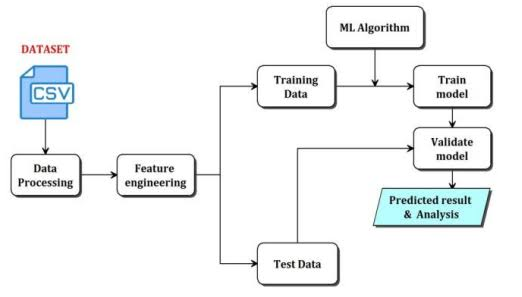 ML Algorithm
DATASET
CSV
Training
Data
Train
model
Data
Processing
Feature
engineering
Validate
model
Predicted result
& Analysis
Test Data